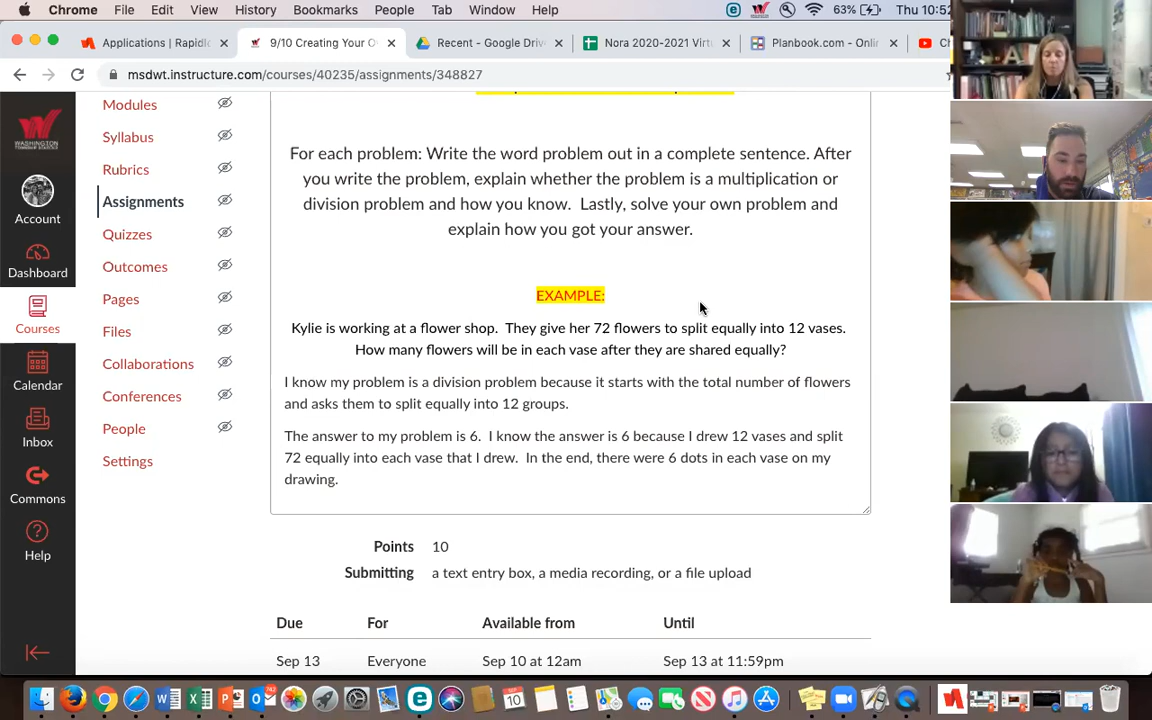 Chrome File Edit View History Bookmarks People Tab Window Help 63% Thu 10:52
Applications | Rapidl
9/10 Creating Your O
Recent - Google Driv
Nora 2020-2021 Virtu
Planbook.com - Onlin
Ch
msdwt.instructure.com/courses/40235/assignments/348827
WASHINGTON
TOWNSHIP SCHOOLS
Account
Dashboard
Courses
Calendar
Inbox
Commons
Help
Modules
Syllabus
Rubrics
Assignments
Quizzes
Outcomes
Pages
Files
Collaborations
Conferences
People
Settings
For each problem: Write the word problem out in a complete sentence. After
you write the problem, explain whether the problem is a multiplication or
division problem and how you know. Lastly, solve your own problem and
explain how you got your answer.
EXAMPLE:
Kylie is working at a flower shop. They give her 72 flowers to split equally into 12 vases.
How many flowers will be in each vase after they are shared equally?
I know my problem is a division problem because it starts with the total number of flowers
and asks them to split equally into 12 groups.
The answer to my problem is 6. I know the answer is 6 because I drew 12 vases and split
72 equally into each vase that I drew. In the end, there were 6 dots in each vase on my
drawing.
Points 10
Submitting a text entry box, a media recording, or a file upload
Due For Available from Until
Sep 13 Everyone Sep 10 at 12am Sep 13 at 11:59pm